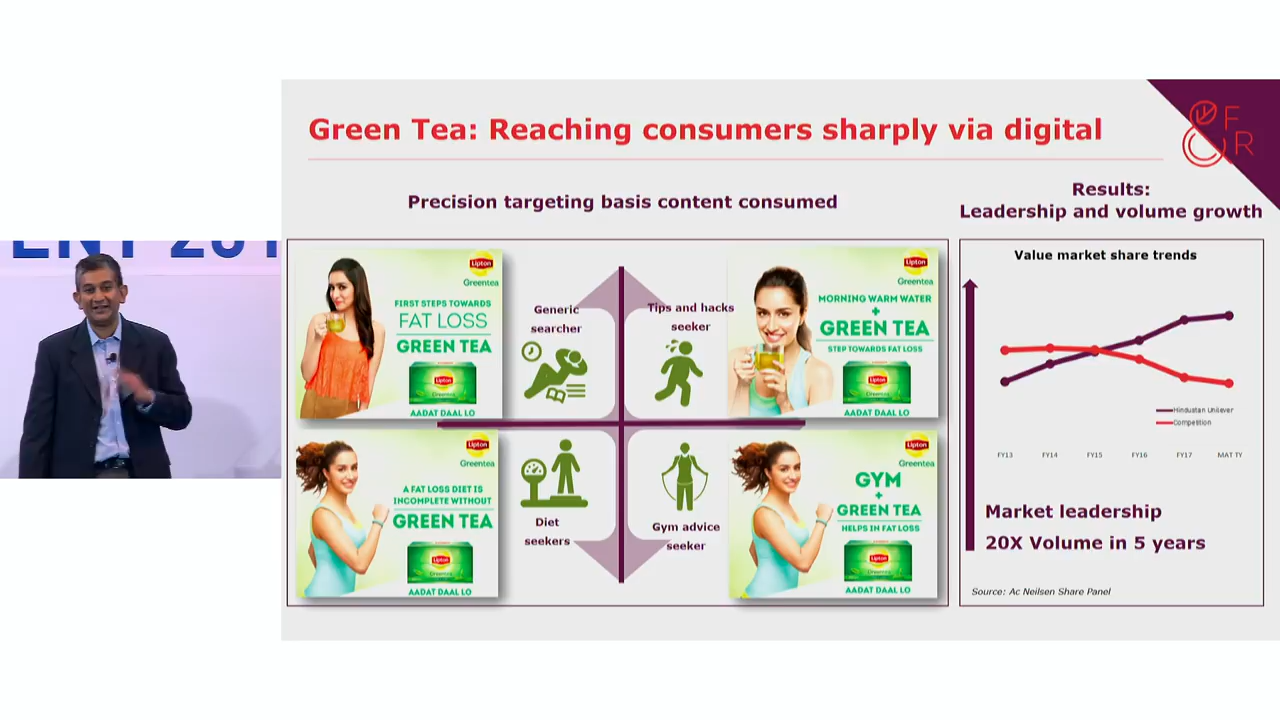 Green Tea: Reaching consumers sharply via digital
F
R
Precision targeting basis content consumed
Results:
Leadership and volume growth
Lipton
Greentea
FIRST STEPS TOWARDS
FAT LOSS
GREEN TEA
Lipton
AADAT DAAL LO
Generic
searcher
Tips and hacks
seeker
Lipton
Greentea
MORNING WARM WATER
+
GREEN TEA
STEP TOWARDS FAT LOSS
Lipton
AADAT DAAL LO
Lipton
Greentea
A FAT LOSS DIET IS
INCOMPLETE WITHOUT
GREEN TEA
Lipton
AADAT DAAL LO
Diet
seekers
Gym advice
seeker
Lipton
Greentea
GYM
+
GREEN TEA
HELPS IN FAT LOSS
Lipton
AADAT DAAL LO
Value market share trends
Hindustan Unilever
Competition
FY13 FY14 FY15 FY16 FY17 MAT TY
Market leadership
20X Volume in 5 years
Source: Ac Neilsen Share Panel